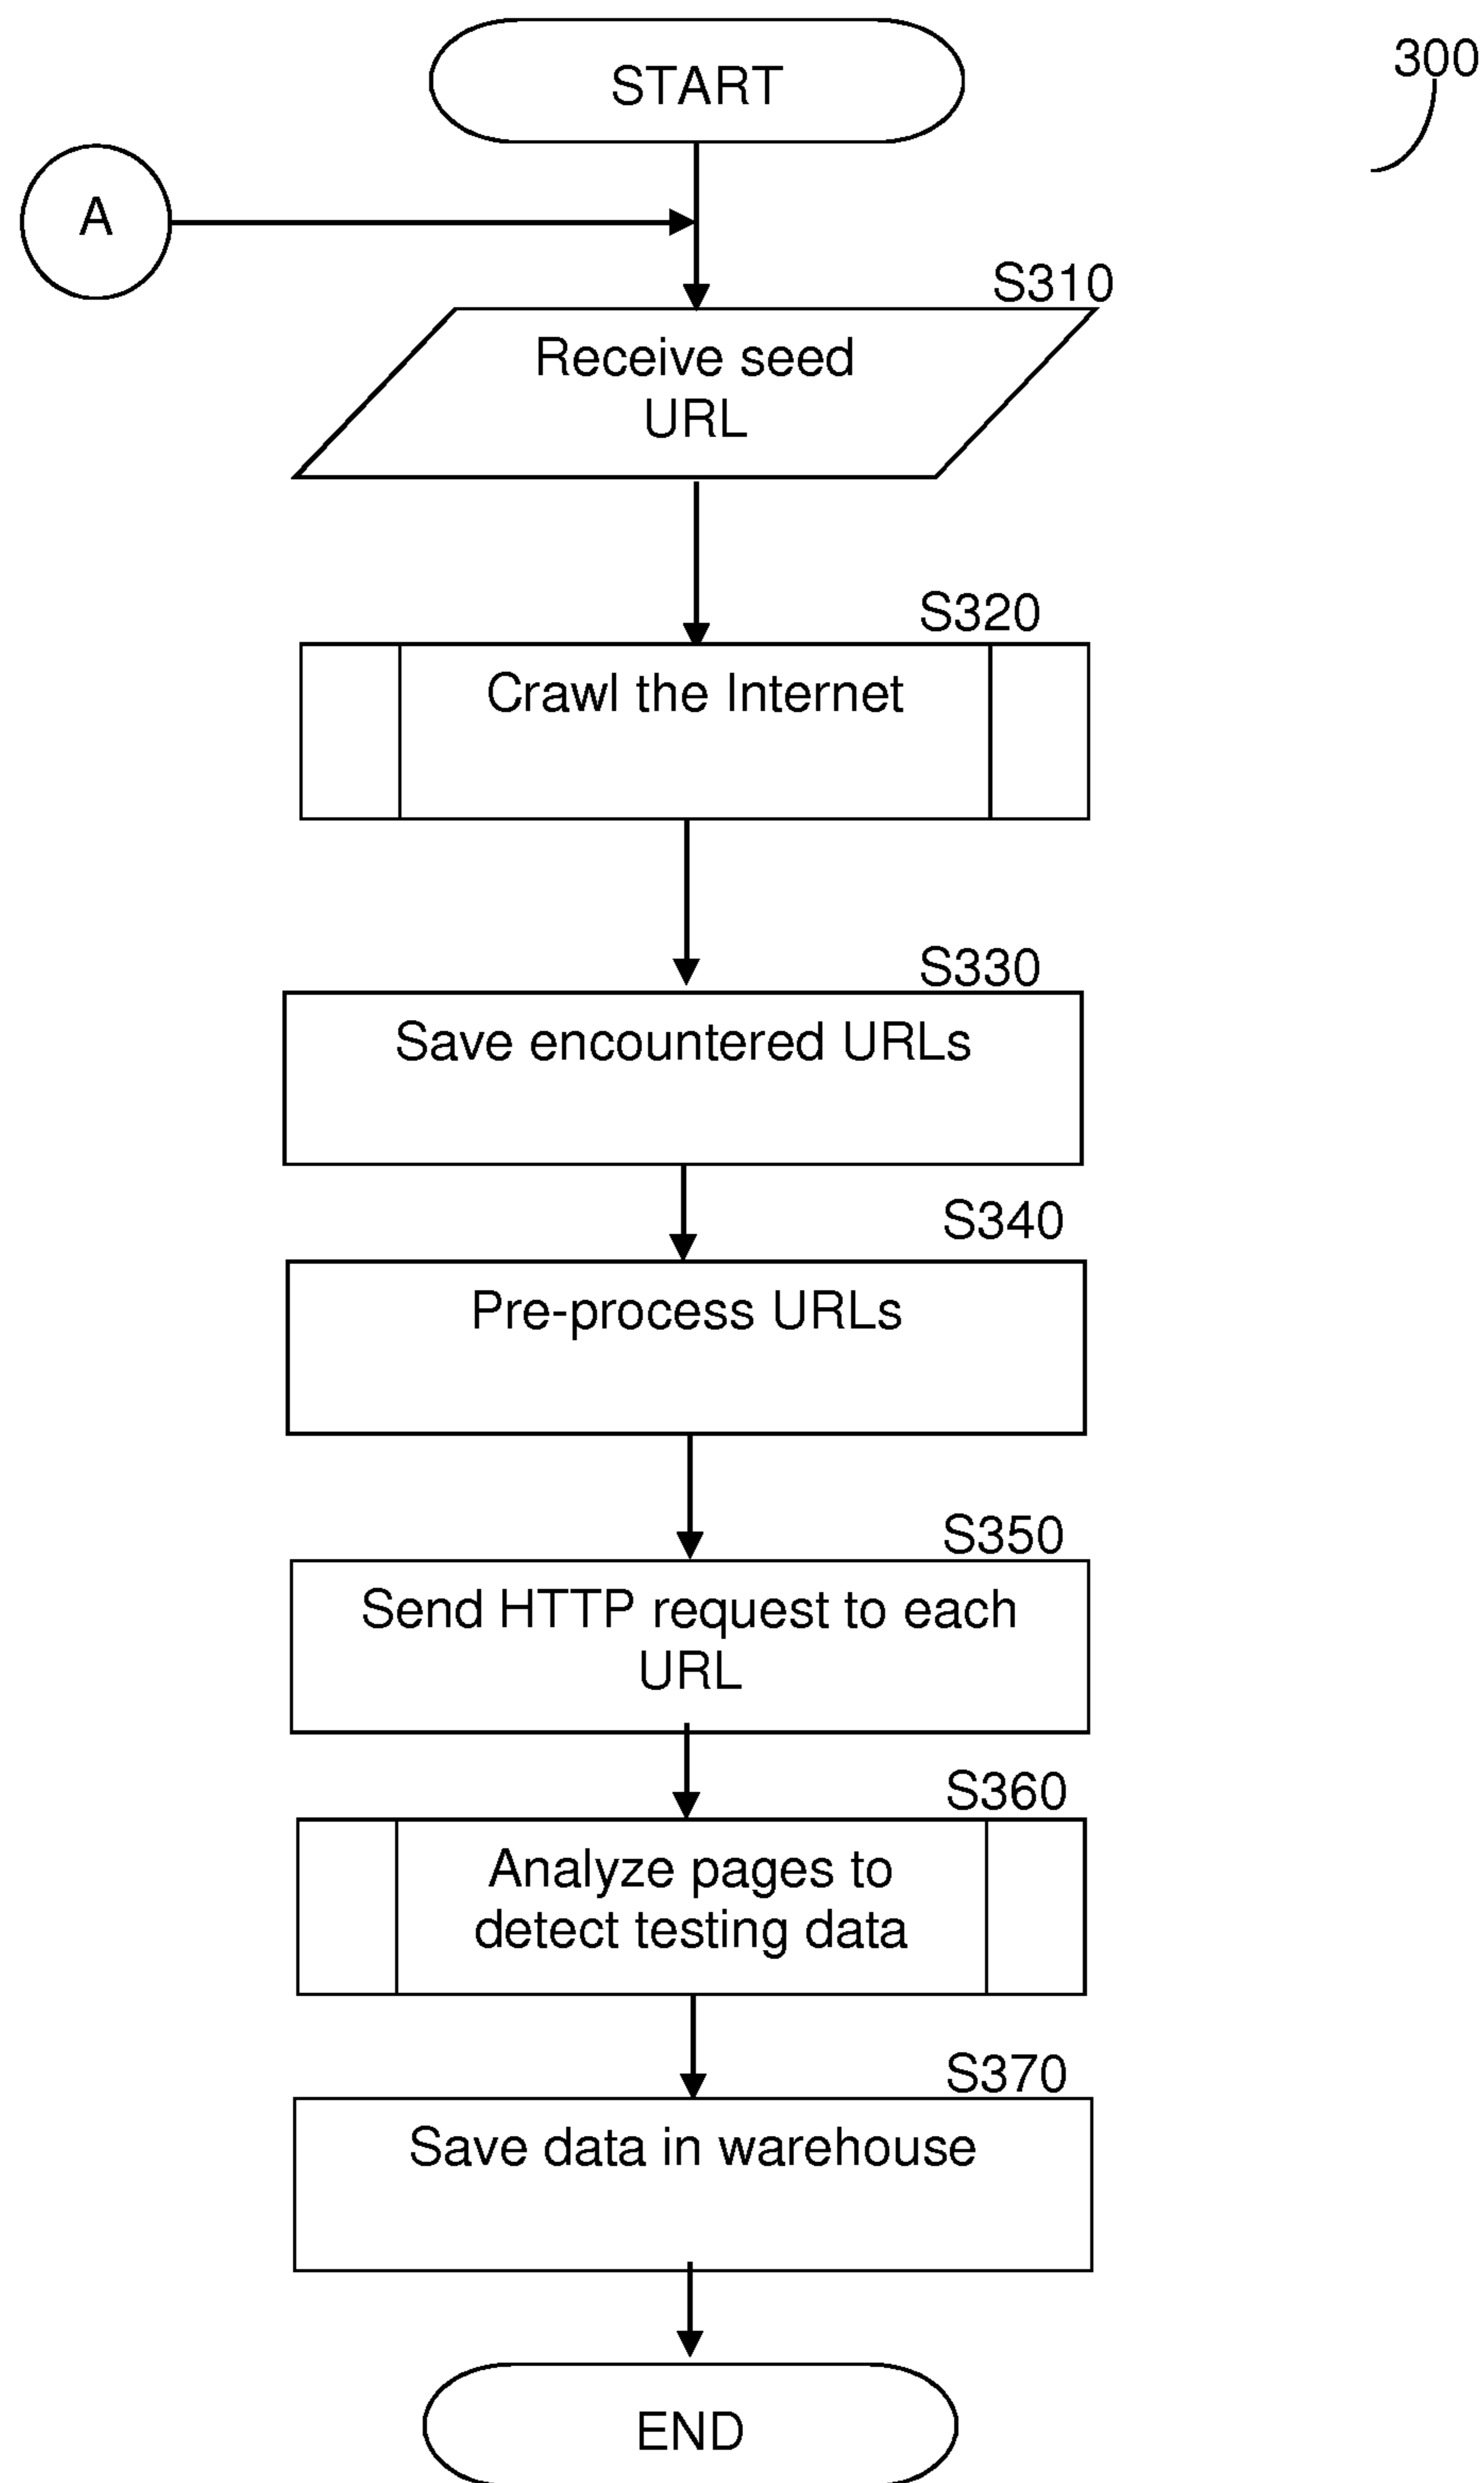 START
300
A
S310
Receive seed
URL
S320
Crawl the Internet
S330
Save encountered URLs
S340
Pre-process URLs
S350
Send HTTP request to each
URL
S360
Analyze pages to
detect testing data
S370
Save data in warehouse
END